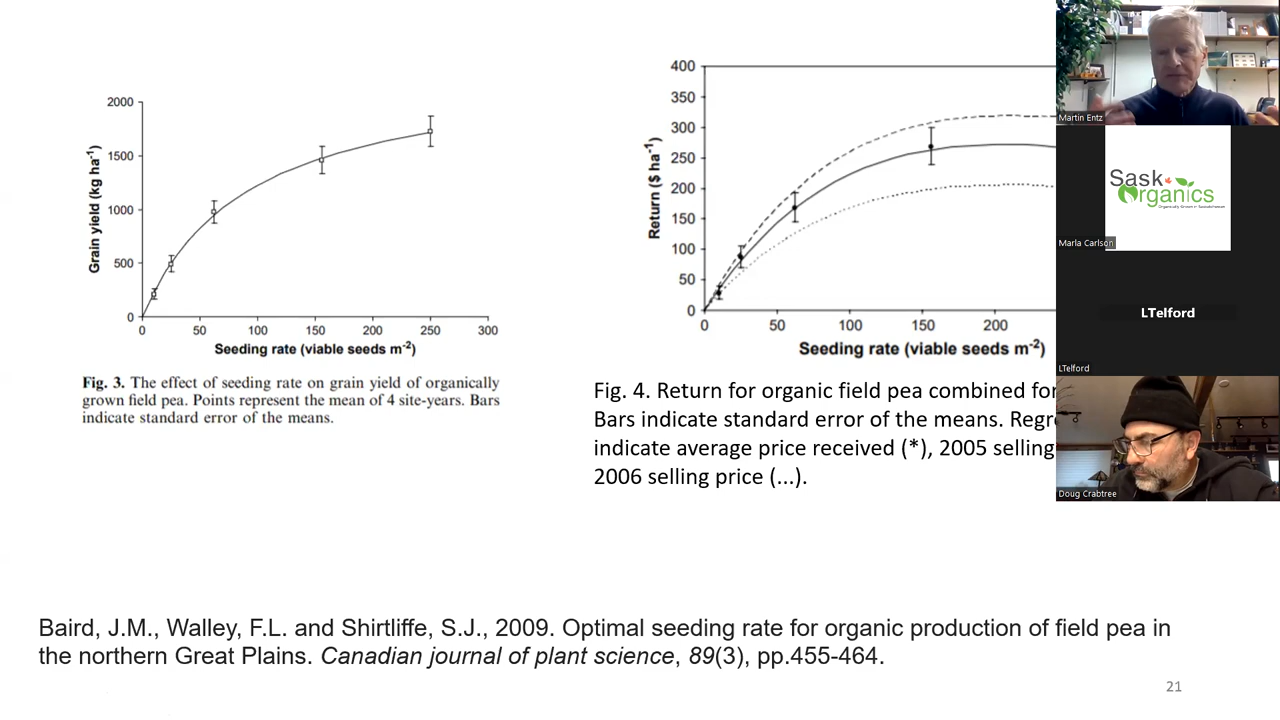 2000
1500
1000
500
0
0 50 100 150 200 250 300
Grain yield (kg ha-1)
Seeding rate (viable seeds m-2)
Fig. 3. The effect of seeding rate on grain yield of organically
grown field pea. Points represent the mean of 4 site-years. Bars
indicate standard error of the means.
400
350
300
250
200
150
100
50
0
0 50 100 150 200
Return ($ ha-1)
Seeding rate (viable seeds m-2)
Fig. 4. Return for organic field pea combined for
Bars indicate standard error of the means. Regr
indicate average price received (*), 2005 selling
2006 selling price (...).
Martin Entz
Sask
Organics
Marla Carlson
LTelford
LTelford
Doug Crabtree
Baird, J.M., Walley, F.L. and Shirtliffe, S.J., 2009. Optimal seeding rate for organic production of field pea in
the northern Great Plains. Canadian journal of plant science, 89(3), pp.455-464.
21